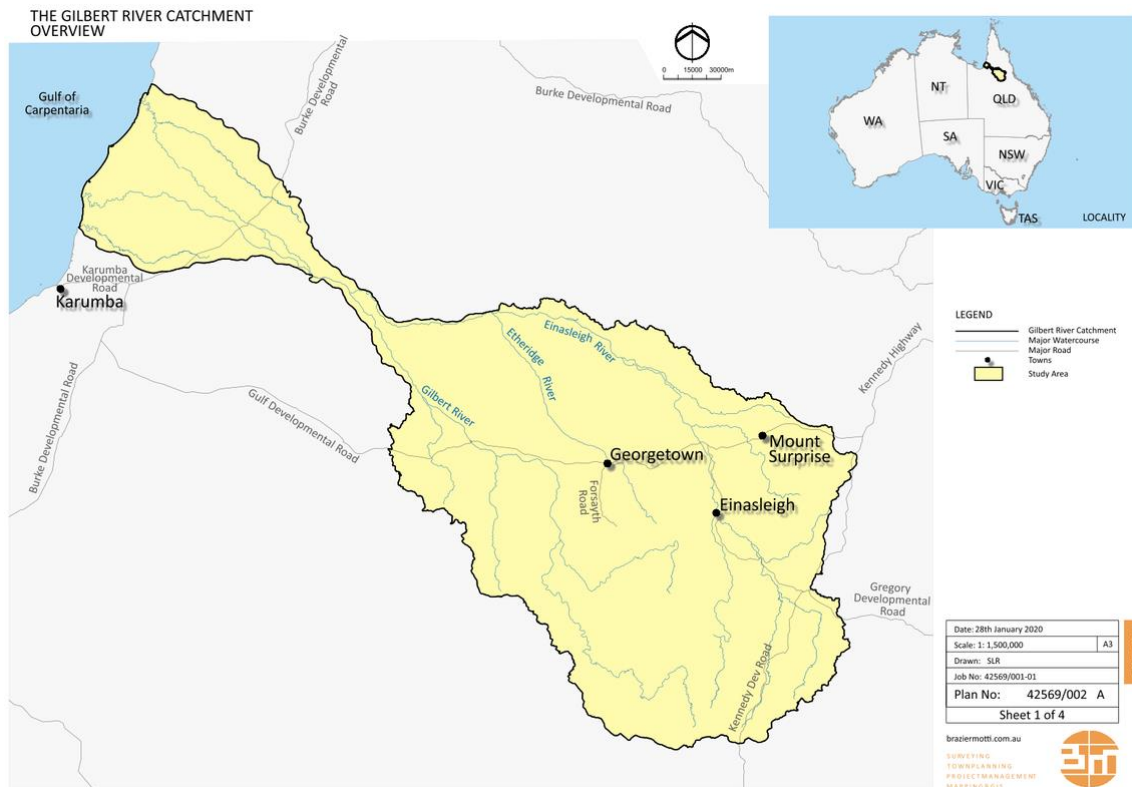 THE GILBERT RIVER CATCHMENT
OVERVIEW
0 15000 30000m
Gulf of
Carpentaria
Burke Developmental
Road
Burke Developmental Road
NT
QLD
WA
SA
NSW
VIC
TAS
LOCALITY
Karumba
Developmental
Road
Karumba
Einasleigh River
Etheridge
River
Gilbert River
Kennedy Highway
Burke Developmental Road
Gulf Developmental Road
Georgetown
Mount
Surprise
Forsayth
Road
Einasleigh
Gregory
Developmental
Road
Kennedy Dev Road
LEGEND
Gilbert River Catchment
Major Watercourse
Major Road
Towns
Study Area
Date: 28th January 2020
Scale: 1: 1,500,000 A3
Drawn: SLR
Job No: 42569/001-01
Plan No: 42569/002 A
Sheet 1 of 4
braziermotti.com.au
SURVEYING
TOWNPLANNING
PROJECTMANAGEMENT